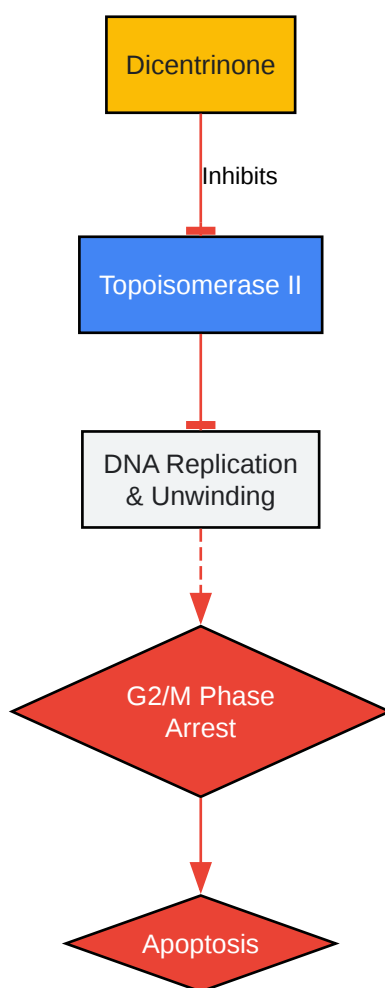 Dicentrinone
Inhibits
Topoisomerase II
DNA Replication
& Unwinding
G2/M Phase
Arrest
Apoptosis